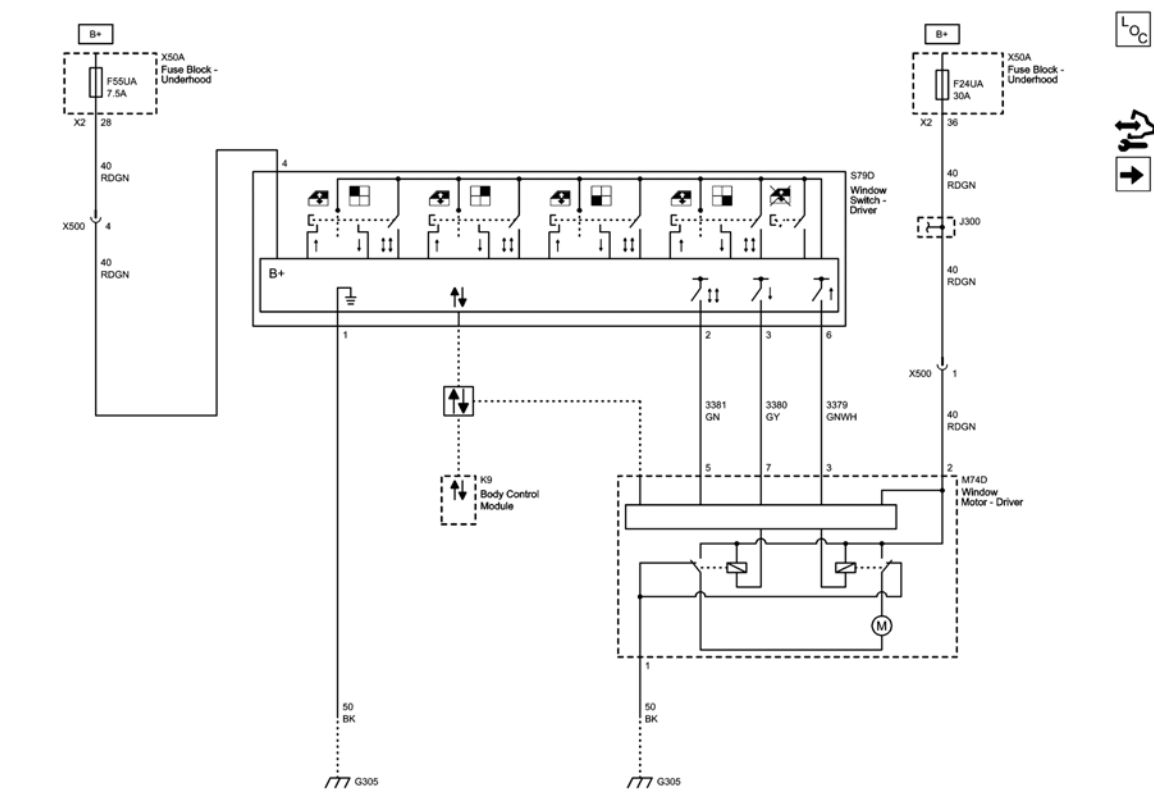 B+
X50A
Fuse Block -
Underhood
F55UA
7.5A
X2 28
40
RDGN
X500 4
40
RDGN
B+
X50A
Fuse Block -
Underhood
F24UA
30A
X2 36
40
RDGN
J300
40
RDGN
X500 1
40
RDGN
2
LOC
4
S79D
Window
Switch -
Driver
B+
1
2
3
6
3381
GN
3380
GY
3379
GNWH
5
7
3
K9
Body Control
Module
M74D
Window
Motor - Driver
M
1
50
BK
G305
50
BK
G305